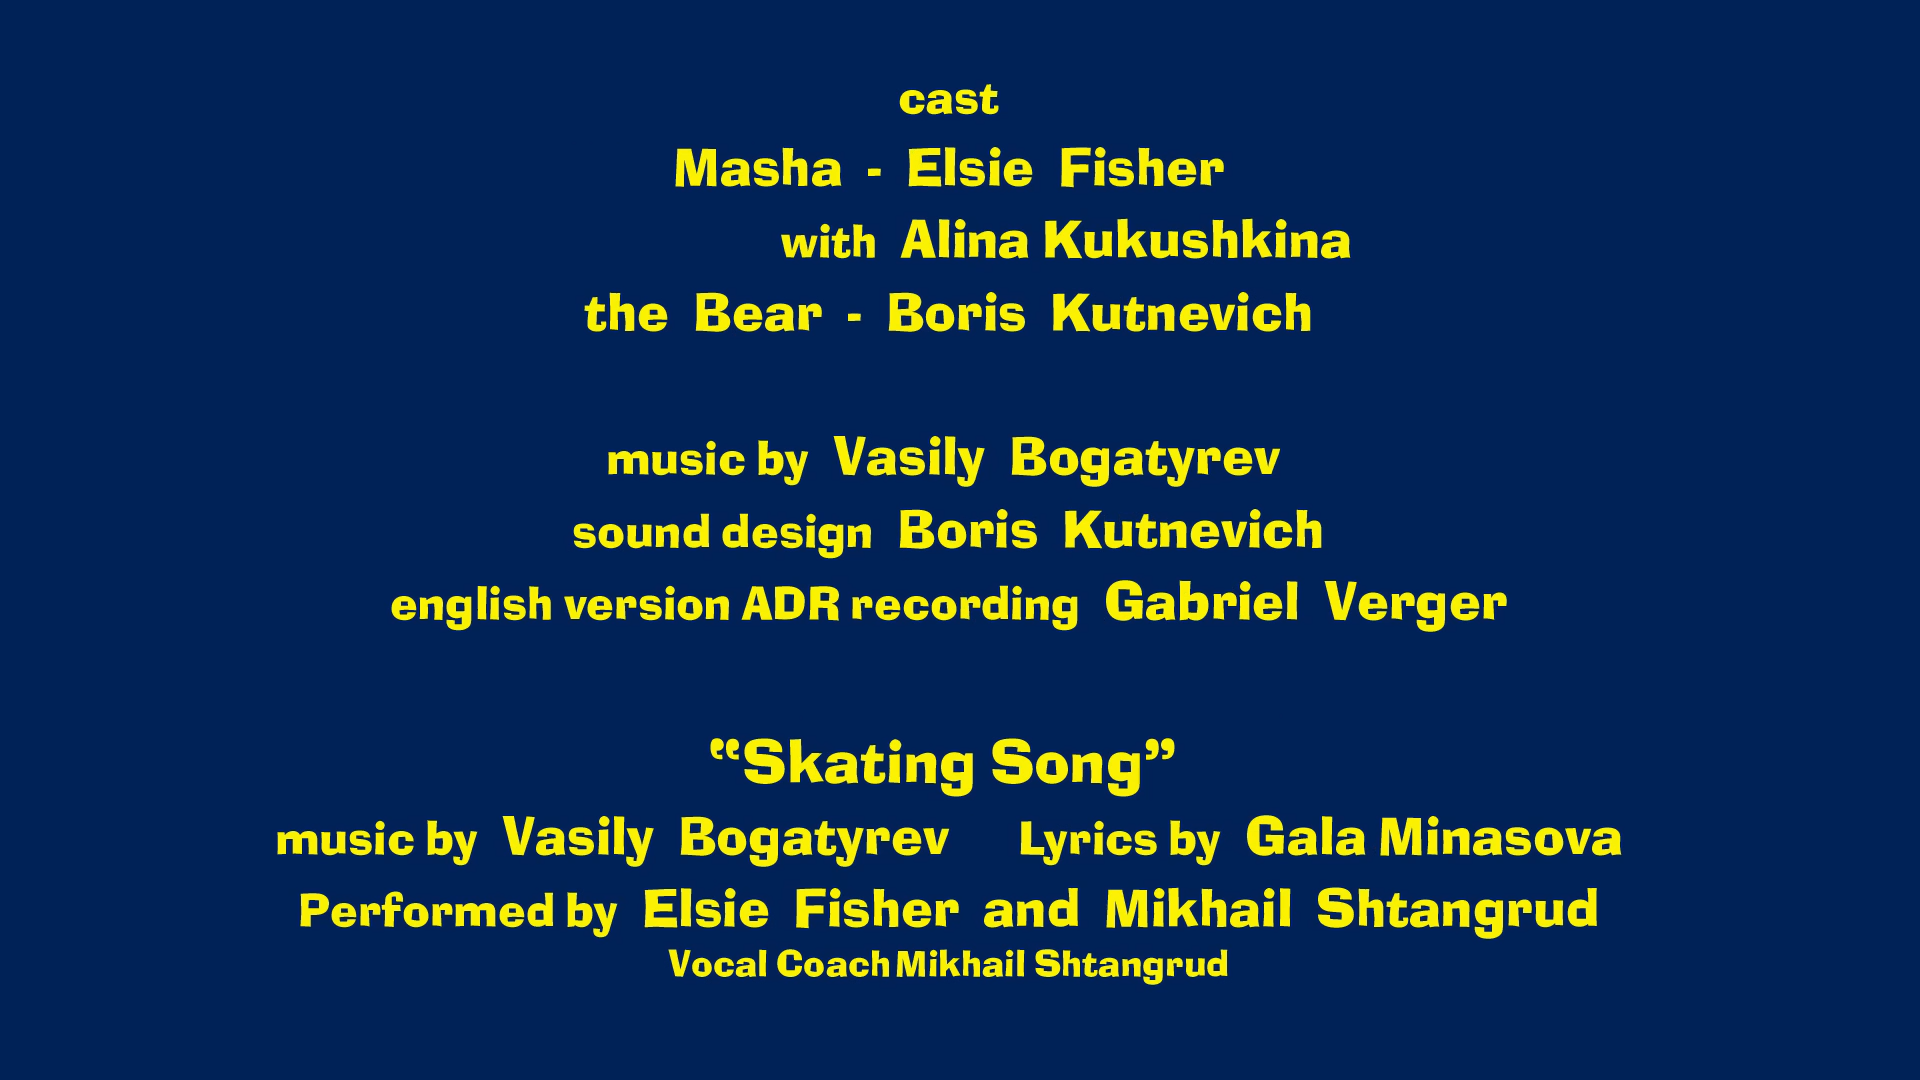 cast
Masha - Elsie Fisher
with Alina Kukushkina
the Bear - Boris Kutnevich
music by Vasily Bogatyrev
sound design Boris Kutnevich
english version ADR recording Gabriel Verger
“Skating Song”
music by Vasily Bogatyrev Lyrics by Gala Minasova
Performed by Elsie Fisher and Mikhail Shtangrud
Vocal Coach Mikhail Shtangrud